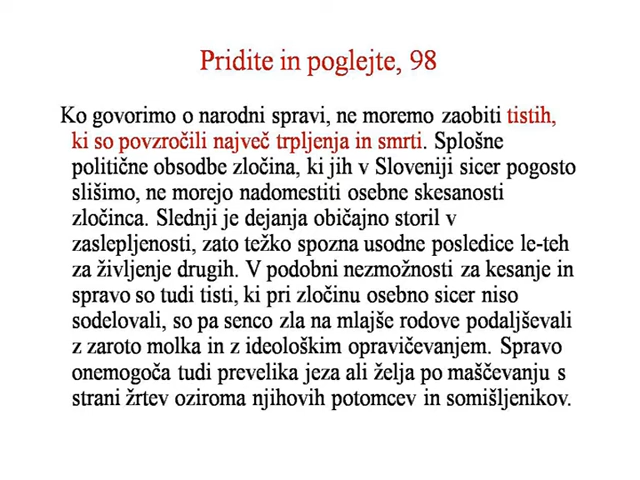 Pridite in poglejte, 98
Ko govorimo o narodni spravi, ne moremo zaobiti tistih,
ki so povzročili največ trpljenja in smrti. Splošne
politične obsodbe zločina, ki jih v Sloveniji sicer pogosto
slišimo, ne morejo nadomestiti osebne skesanosti
zločinca. Slednji je dejanja običajno storil v
zaslepljenosti, zato težko spozna usodne posledice le-teh
za življenje drugih. V podobni nezmožnosti za kesanje in
spravo so tudi tisti, ki pri zločinu osebno sicer niso
sodelovali, so pa senco zla na mlajše rodove podaljševali
z zaroto molka in z ideološkim opravičevanjem. Spravo
onemogoča tudi prevelika jeza ali želja po maščevanju s
strani žrtev oziroma njihovih potomcev in somišljenikov.